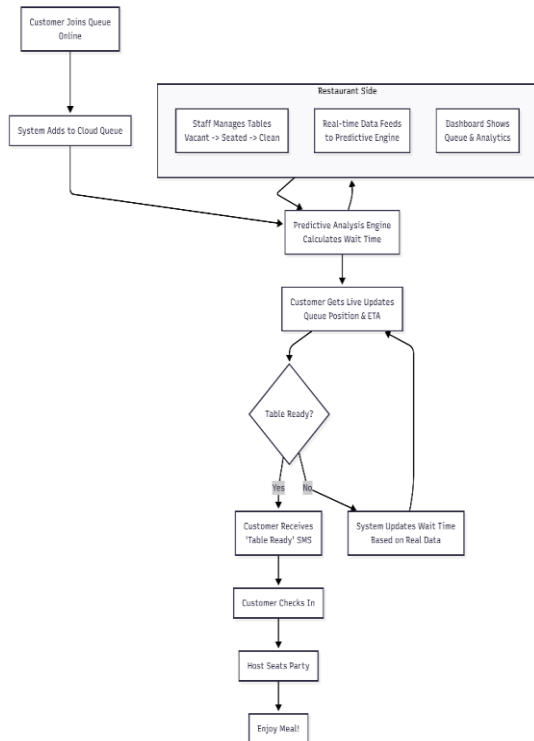 Customer Joins Queue
Online
System Adds to Cloud Queue
Restaurant Side
Staff Manages Tables
Vacant -> Seated -> Clean
Real-time Data Feeds
to Predictive Engine
Dashboard Shows
Queue & Analytics
Predictive Analysis Engine
Calculates Wait Time
Customer Gets Live Updates
Queue Position & ETA
Table Ready?
Yes
No
Customer Receives
'Table Ready' SMS
System Updates Wait Time
Based on Real Data
Customer Checks In
Host Seats Party
Enjoy Meal!